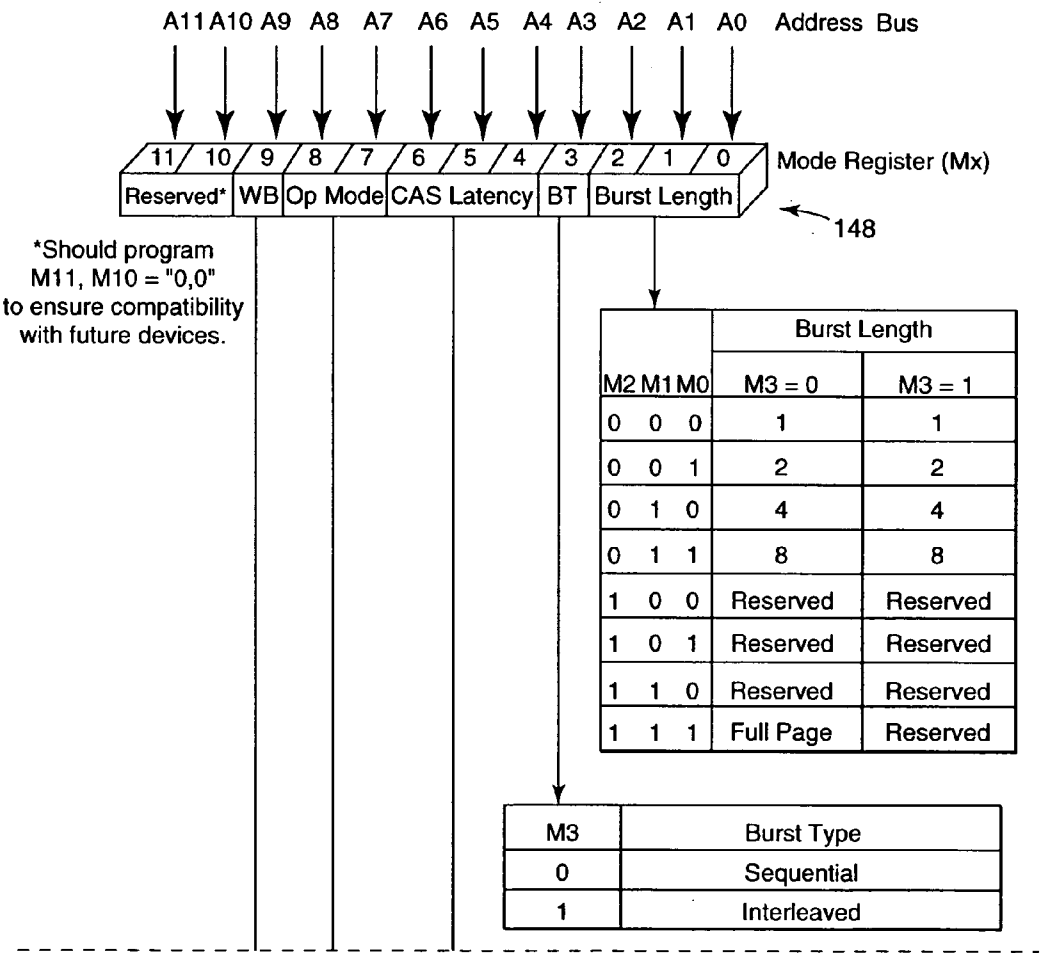 A11 A10 A9 A8 A7 A6 A5 A4 A3 A2 A1 A0 Address Bus
11 10 9 8 7 6 5 4 3 2 1 0 Mode Register (Mx)
Reserved* WB Op Mode CAS Latency BT Burst Length
148
*Should program
M11, M10 = "0,0"
to ensure compatibility
with future devices.
Burst Length
M2 M1 M0 M3 = 0 M3 = 1
0 0 0 1 1
0 0 1 2 2
0 1 0 4 4
0 1 1 8 8
1 0 0 Reserved Reserved
1 0 1 Reserved Reserved
1 1 0 Reserved Reserved
1 1 1 Full Page Reserved
M3 Burst Type
0 Sequential
1 Interleaved